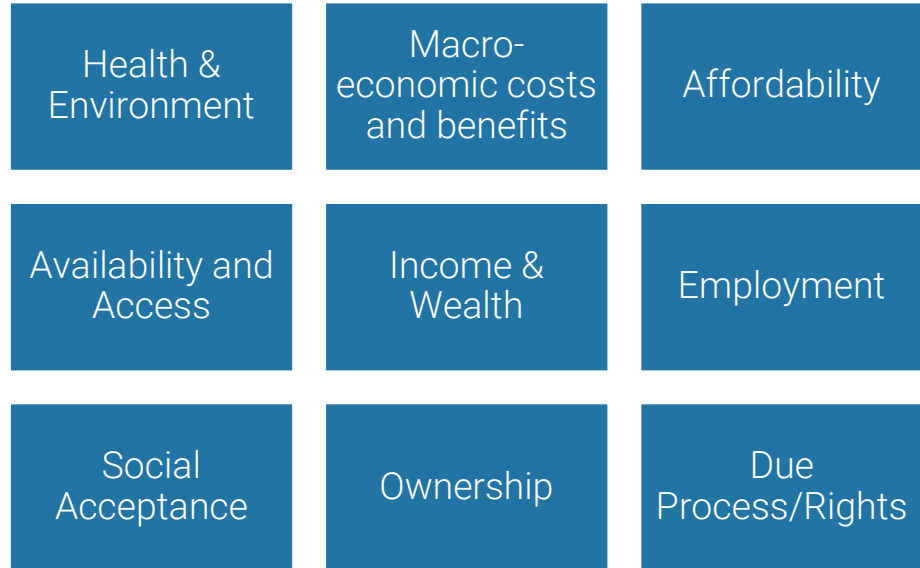 Health &
Environment
Macro-
economic costs
and benefits
Affordability
Availability and
Access
Income &
Wealth
Employment
Social
Acceptance
Ownership
Due
Process/Rights